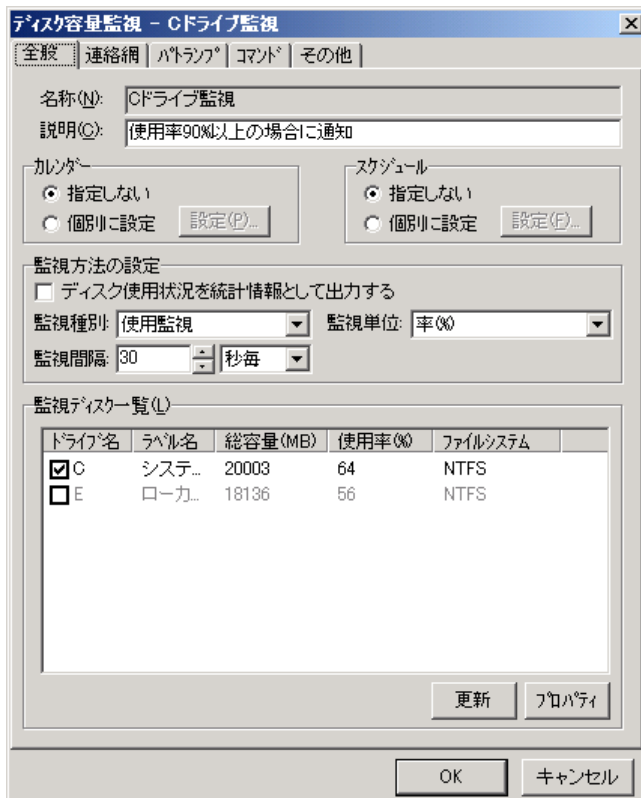 ディスク容量監視 - Cドライブ監視
全般 連絡網 パトランプ コマンド その他
名称(N): Cドライブ監視
説明(C): 使用率90%以上の場合に通知
カレンダー スケジュール
指定しない 指定しない
個別に設定 設定(P)... 個別に設定 設定(F)...
監視方法の設定
ディスク使用状況を統計情報として出力する
監視種別: 使用監視 監視単位: 率(%)
監視間隔: 30 秒毎
監視ディスク一覧(L)
ドライブ名 ラベル名 総容量(MB) 使用率(%) ファイルシステム
C システ... 20003 64 NTFS
E ローカ... 18136 56 NTFS
更新 プロパティ
OK キャンセル